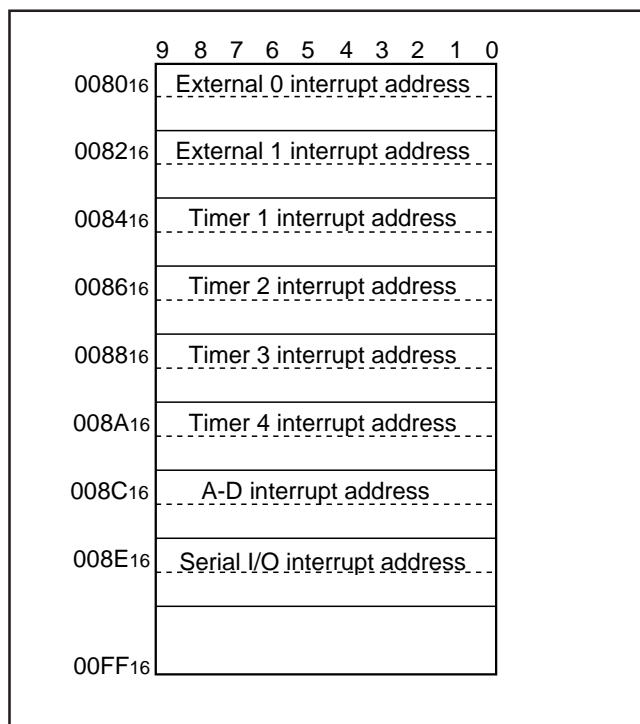 9 8 7 6 5 4 3 2 1 0
0080₁₆ External 0 interrupt address
0082₁₆ External 1 interrupt address
0084₁₆ Timer 1 interrupt address
0086₁₆ Timer 2 interrupt address
0088₁₆ Timer 3 interrupt address
008A₁₆ Timer 4 interrupt address
008C₁₆ A-D interrupt address
008E₁₆ Serial I/O interrupt address
00FF₁₆